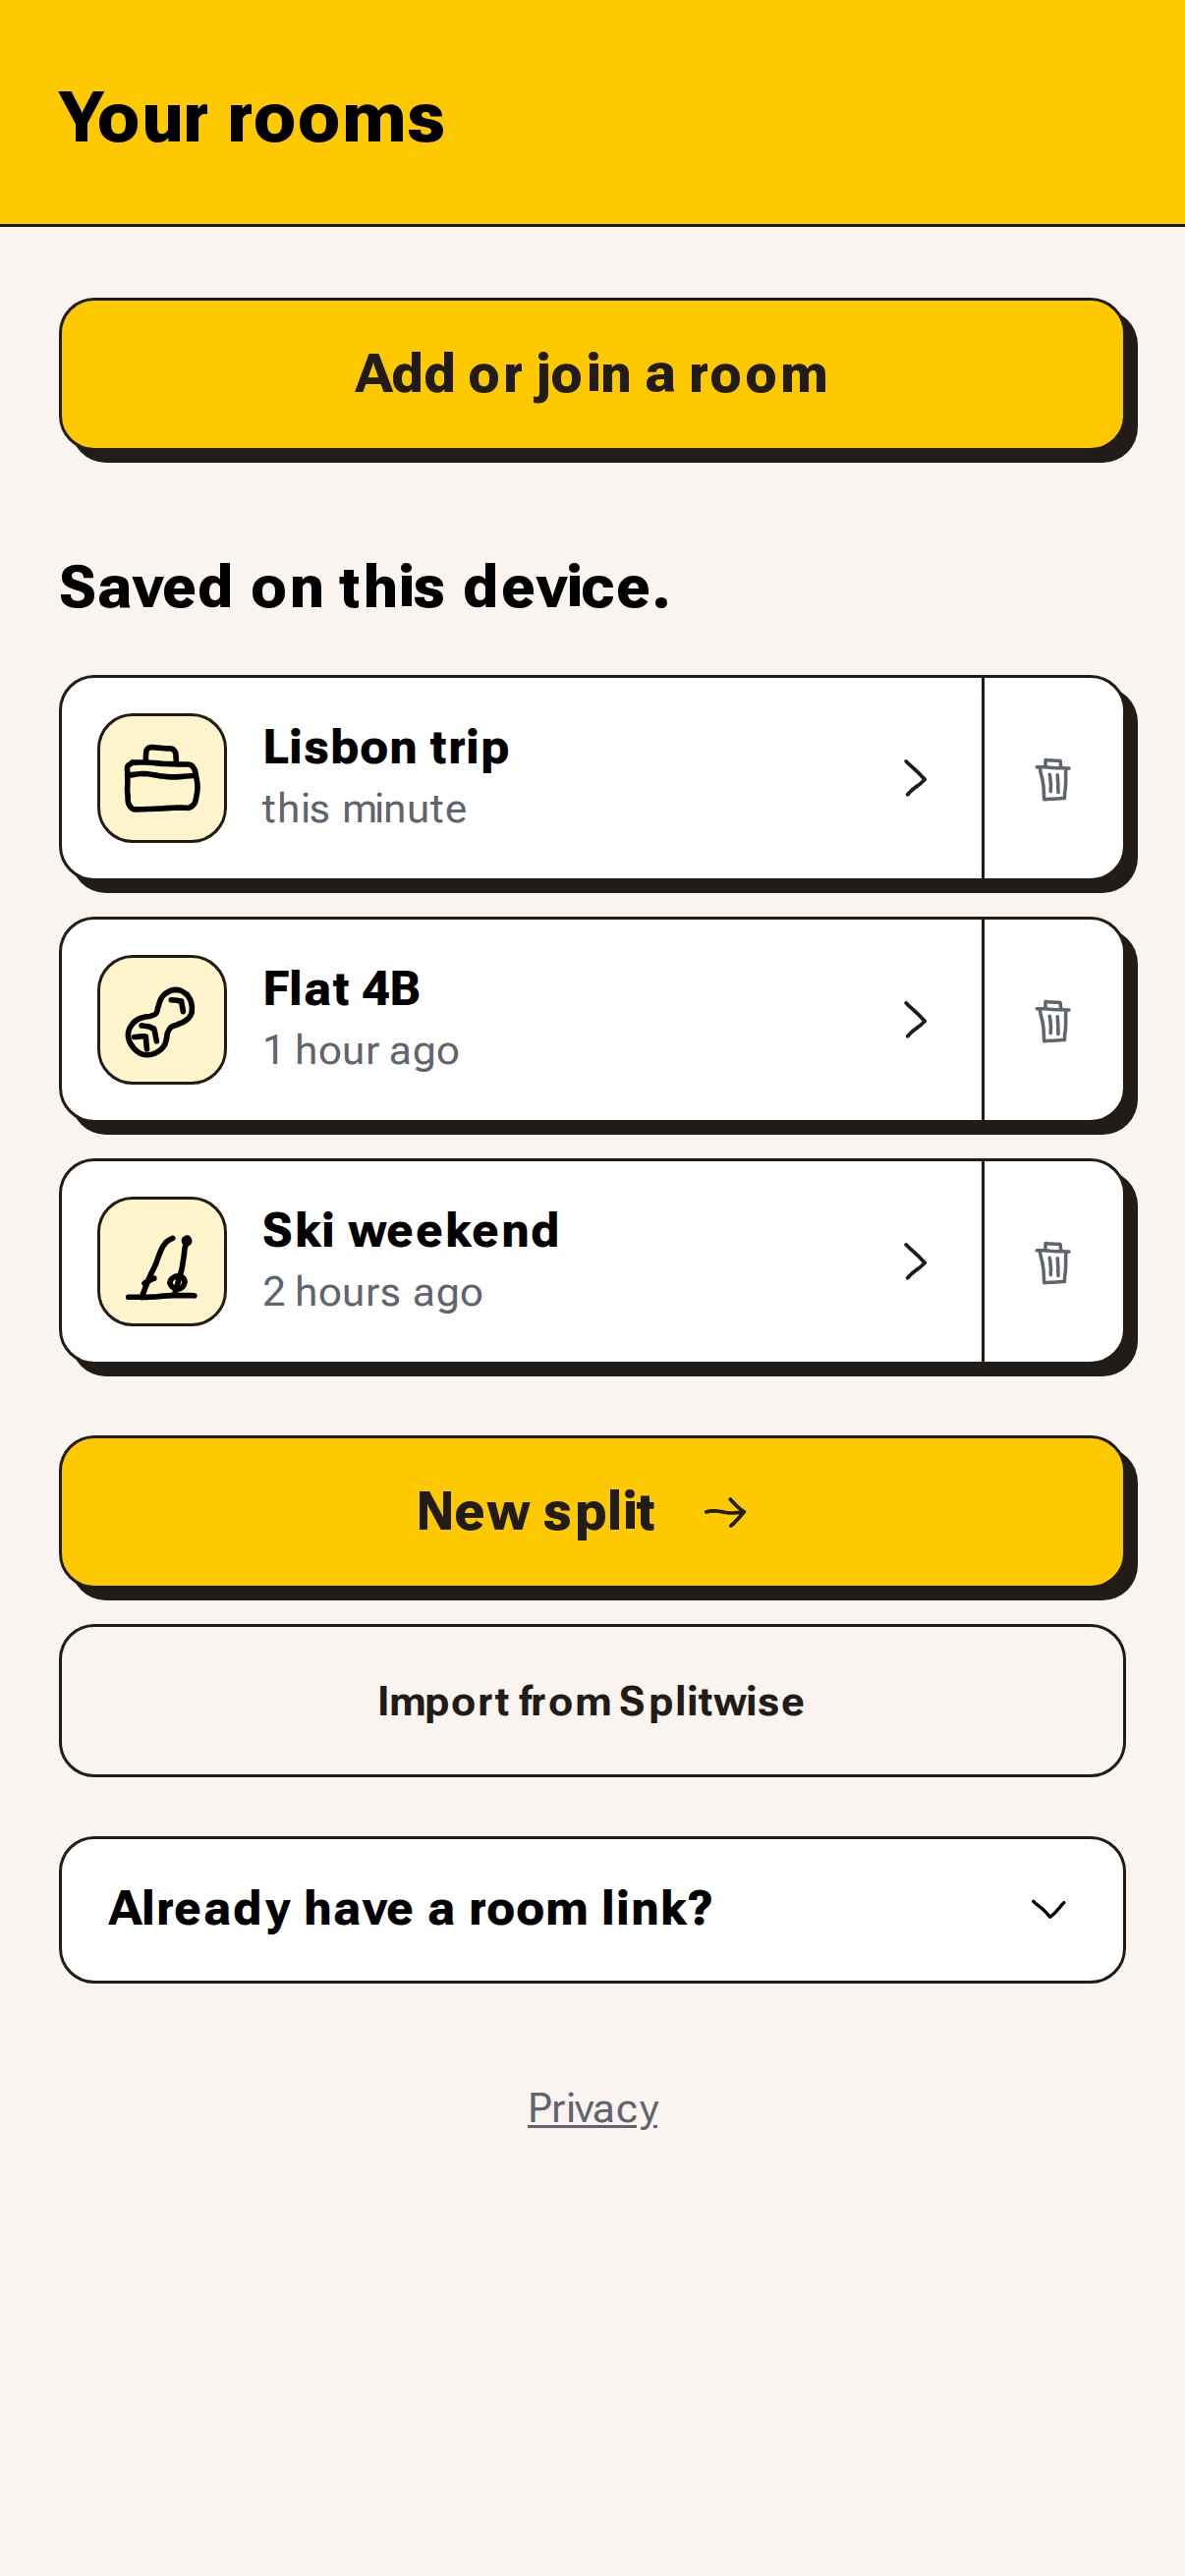 Your rooms
Add or join a room
Saved on this device.
Lisbon trip
this minute
Flat 4B
1 hour ago
Ski weekend
2 hours ago
New split
Import from Splitwise
Already have a room link?
Privacy